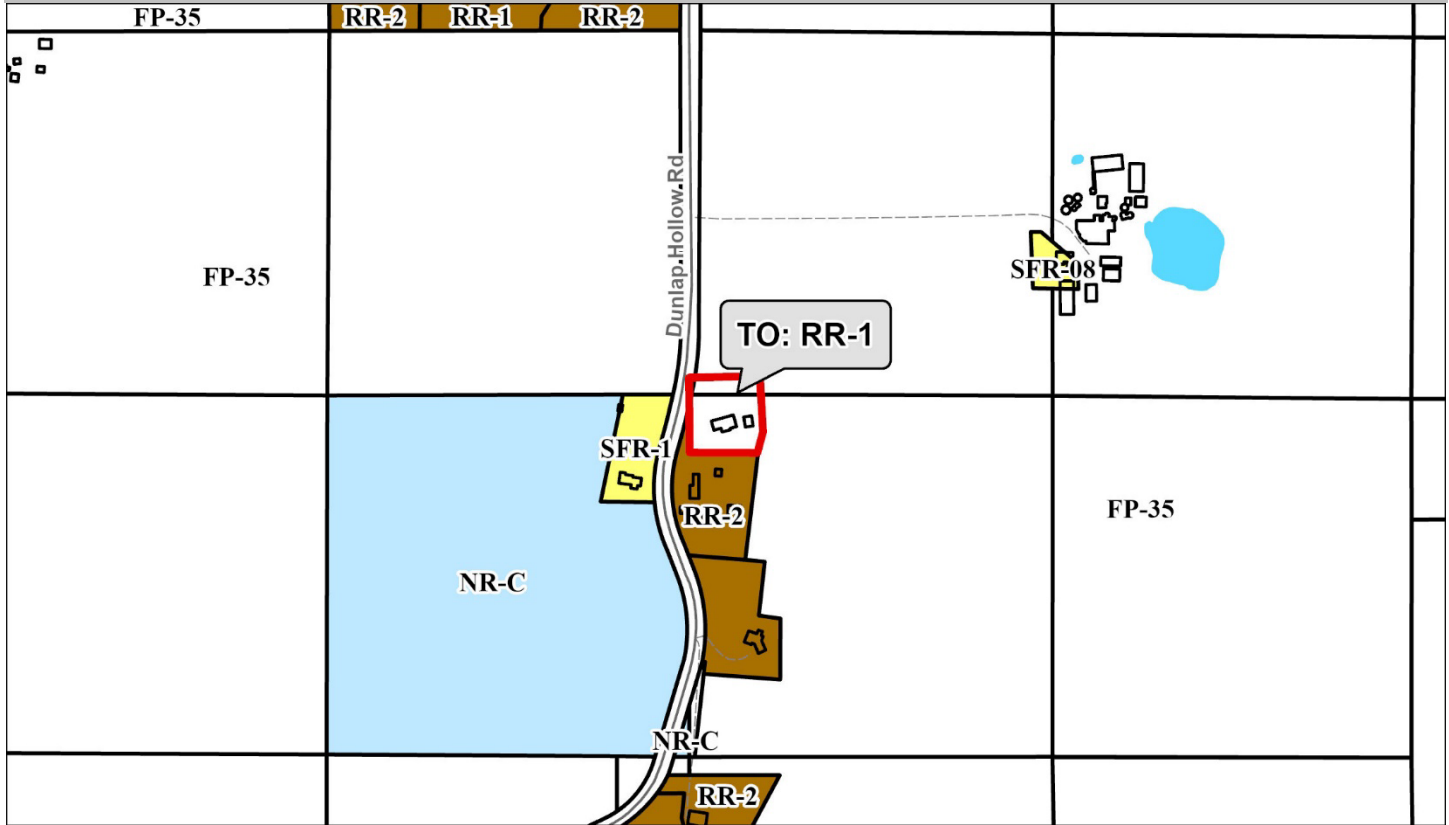 FP-35
RR-2
RR-1
RR-2
Dunlap Hollow Rd
FP-35
SFR-08
TO: RR-1
SFR-1
RR-2
FP-35
NR-C
NR-C
RR-2